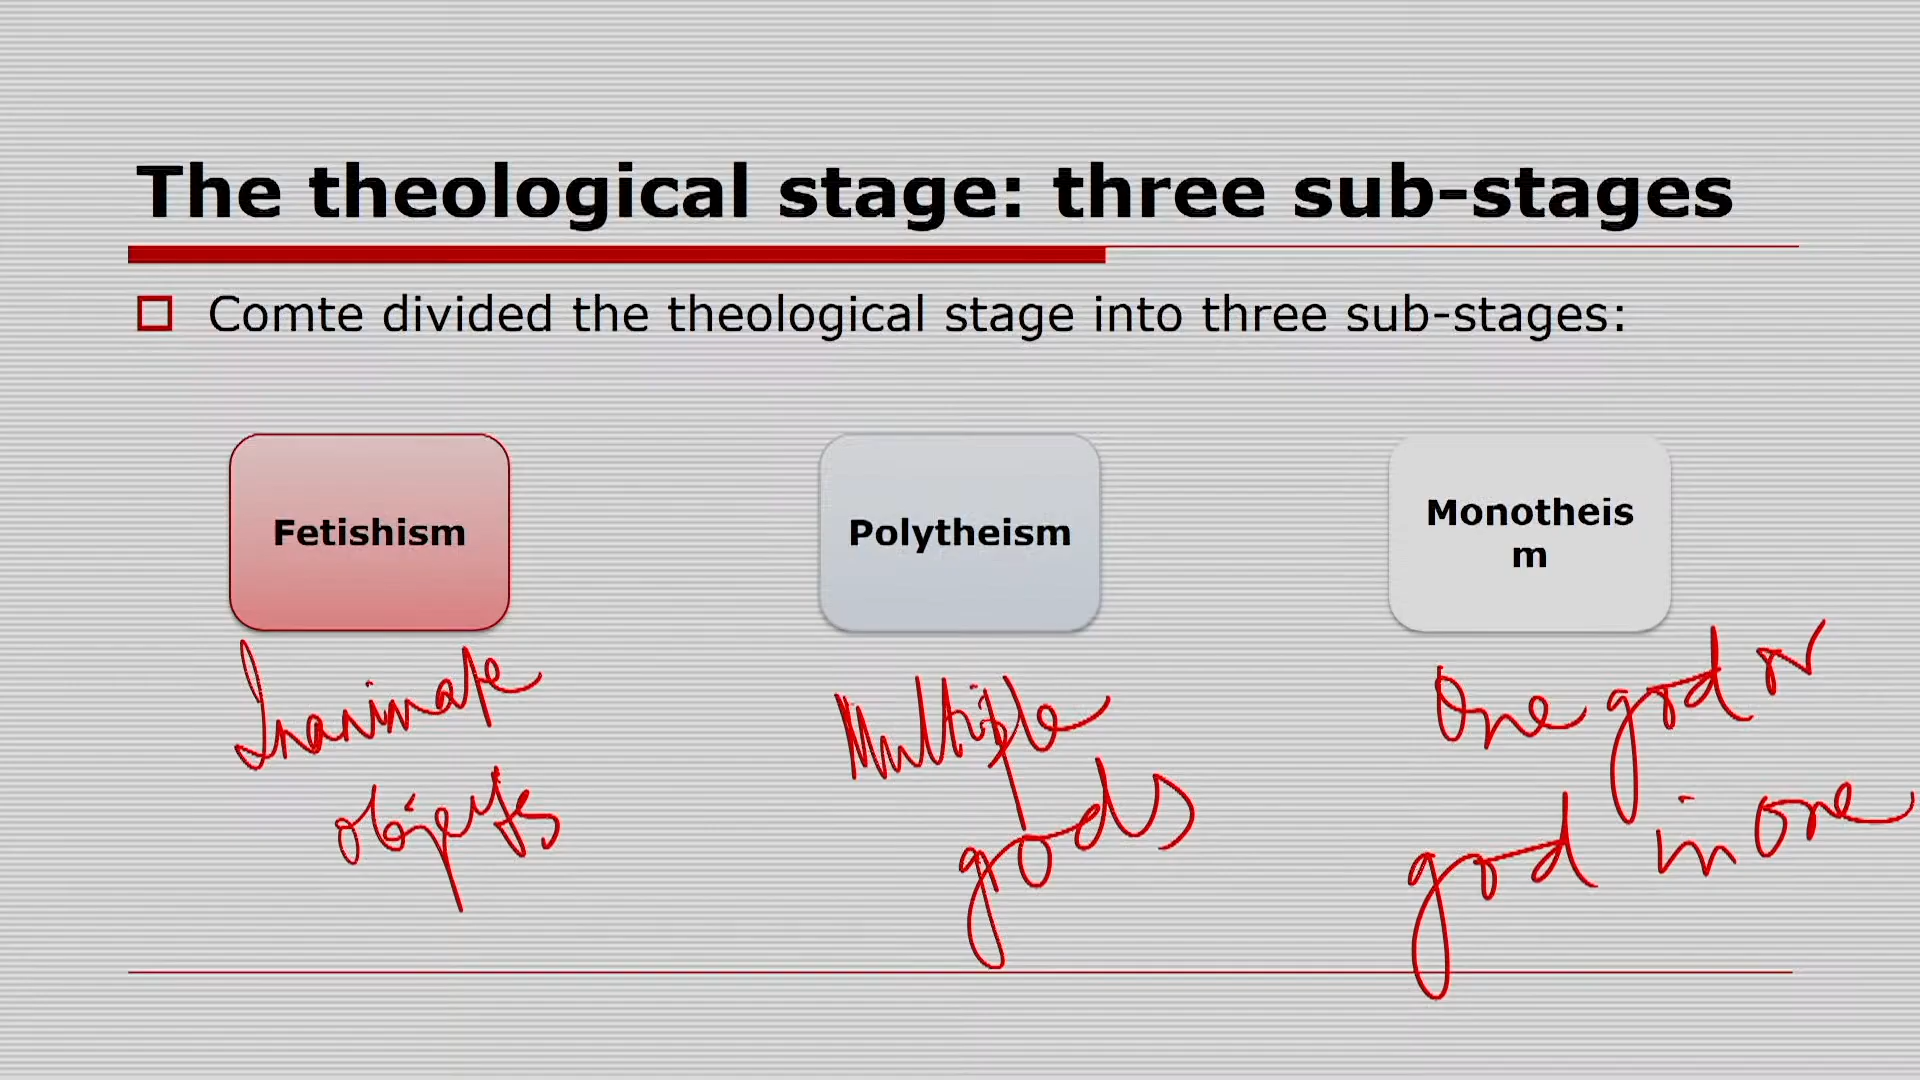 The theological stage: three sub-stages
Comte divided the theological stage into three sub-stages:
Fetishism
Polytheism
Monotheis
m
Inanimate
objects
Multiple
gods
One god or
god in one